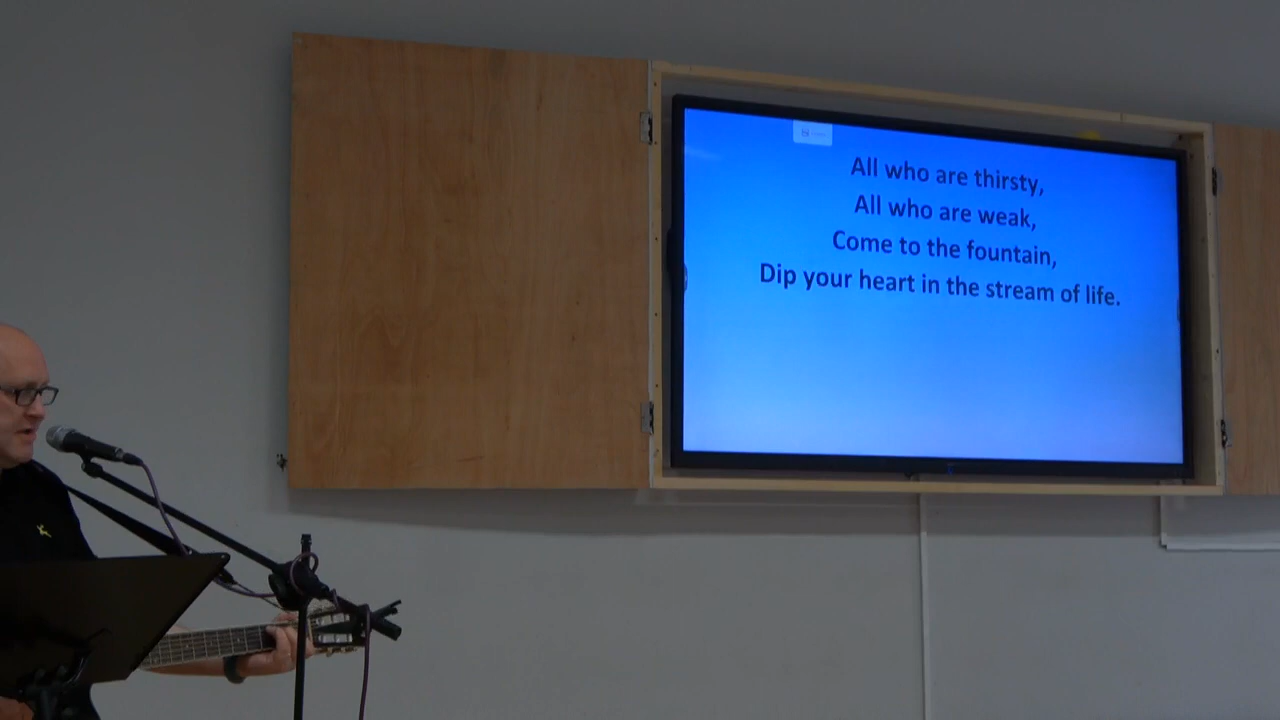 All who are thirsty,
All who are weak,
Come to the fountain,
Dip your heart in the stream of life.